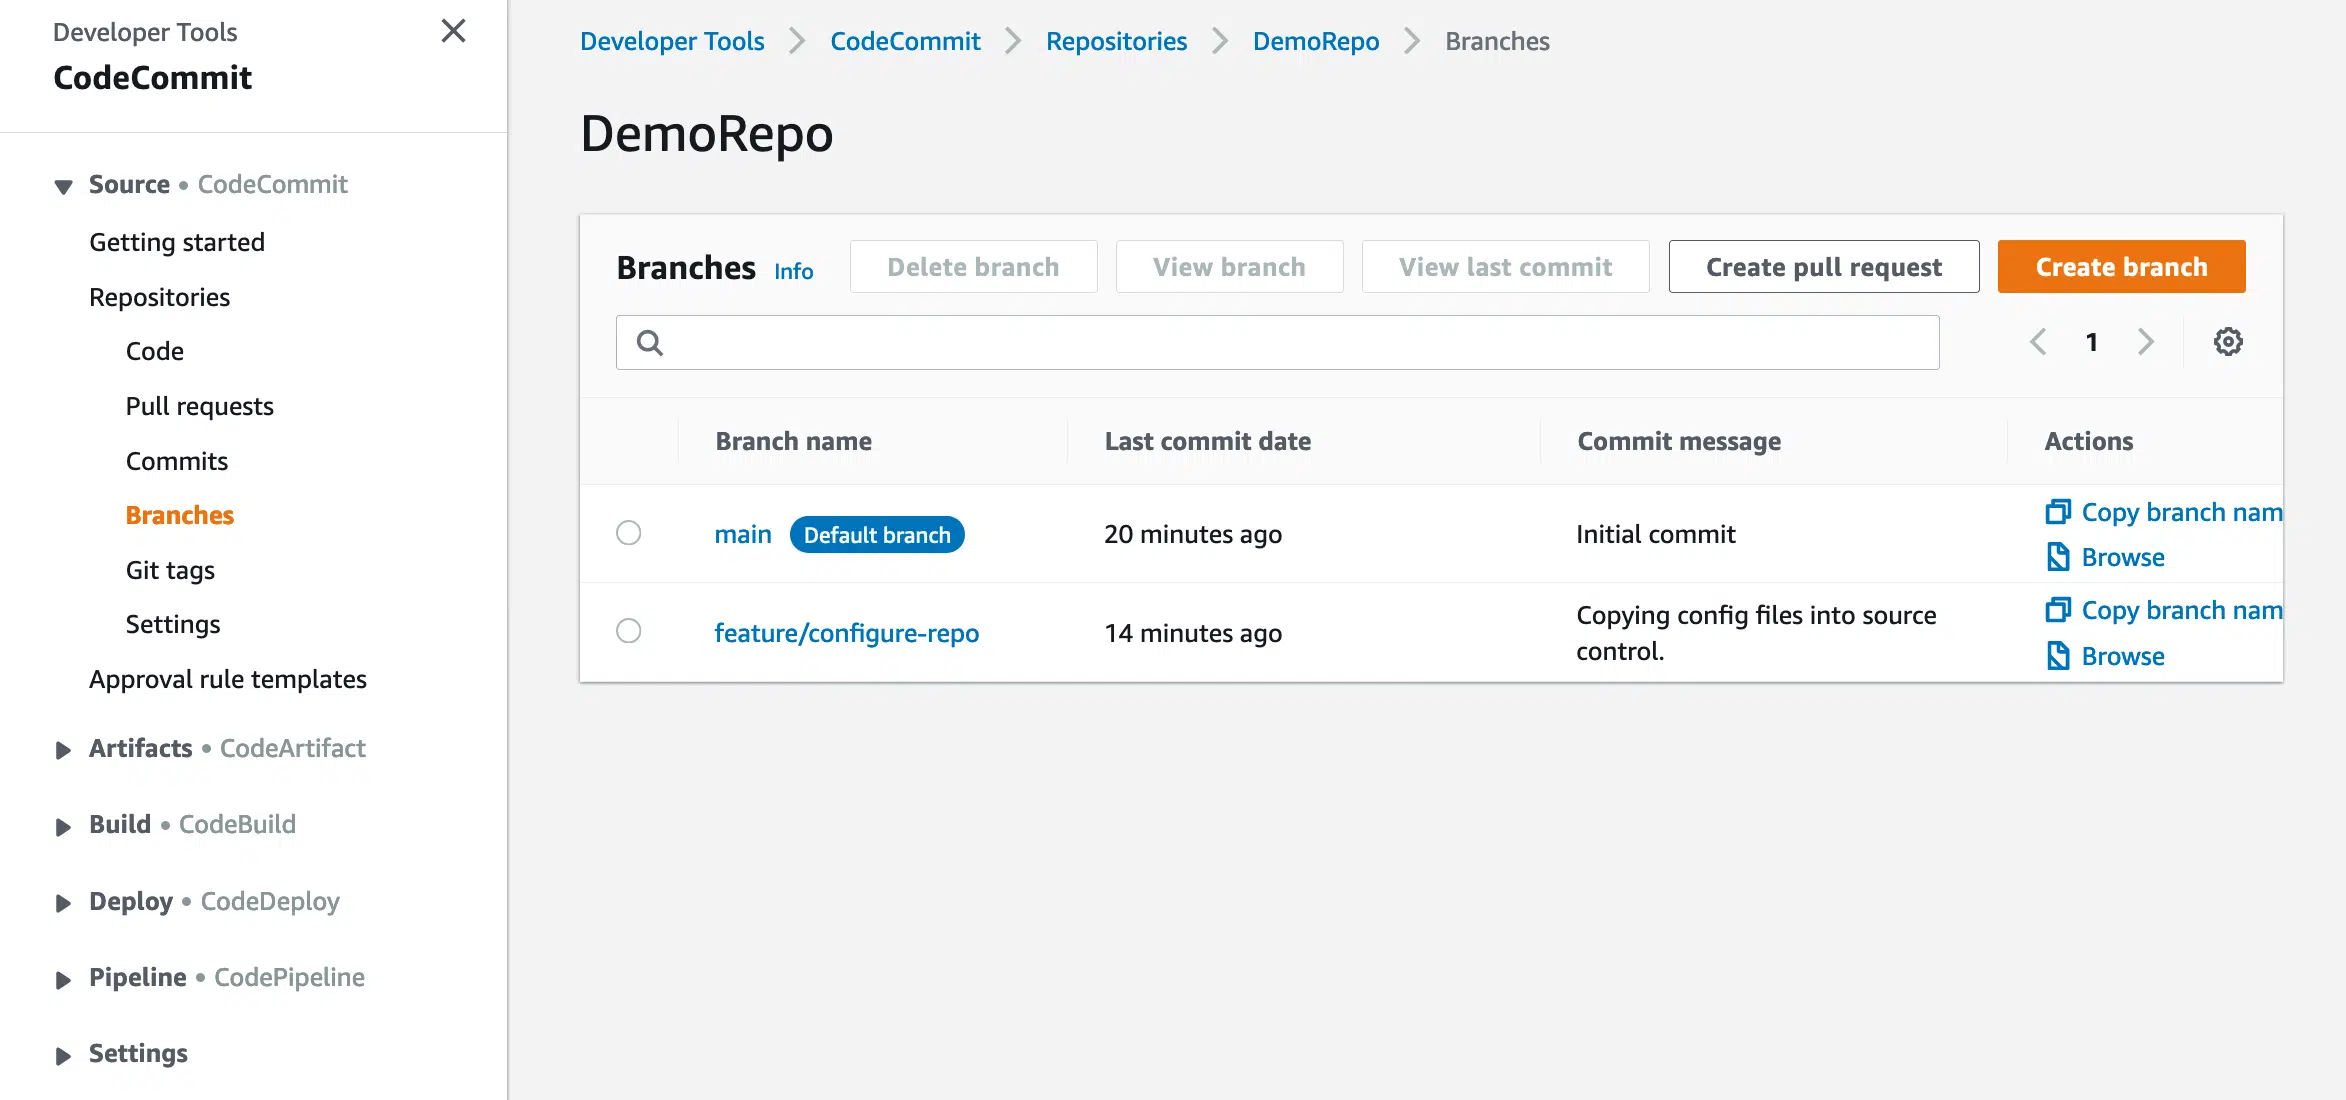 Developer Tools
CodeCommit
Source • CodeCommit
Getting started
Repositories
Code
Pull requests
Commits
Branches
Git tags
Settings
Approval rule templates
Artifacts • CodeArtifact
Build • CodeBuild
Deploy • CodeDeploy
Pipeline • CodePipeline
Settings
Developer Tools CodeCommit Repositories DemoRepo Branches
DemoRepo
Branches Info Delete branch View branch View last commit Create pull request Create branch
1
Branch name Last commit date Commit message Actions
main Default branch 20 minutes ago Initial commit Copy branch nam
Browse
feature/configure-repo 14 minutes ago Copying config files into source Copy branch nam
control. Browse